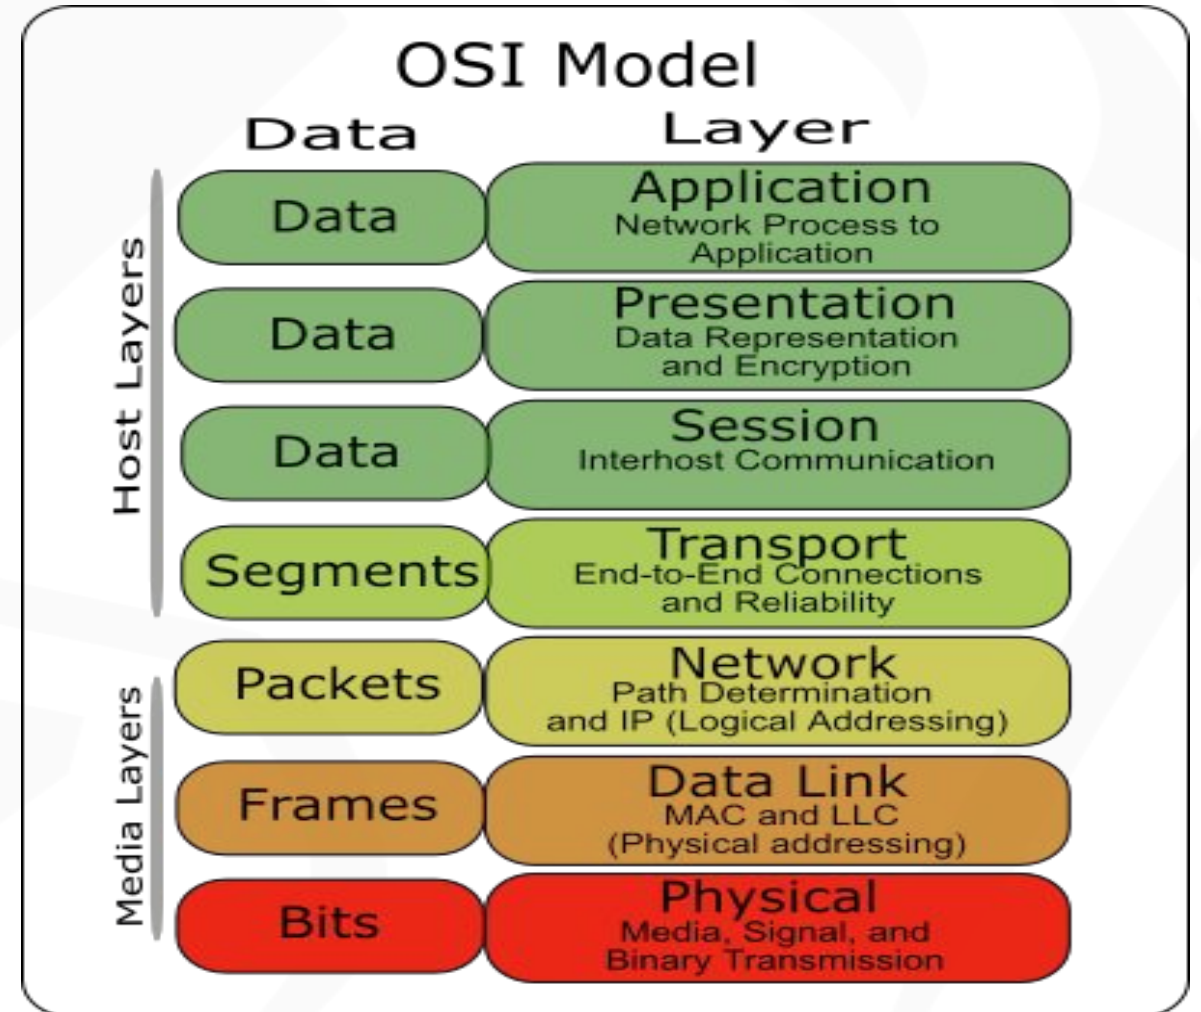 OSI Model
Data
Layer
Host Layers
Data
Application
Network Process to
Application
Data
Presentation
Data Representation
and Encryption
Data
Session
Interhost Communication
Segments
Transport
End-to-End Connections
and Reliability
Media Layers
Packets
Network
Path Determination
and IP (Logical Addressing)
Frames
Data Link
MAC and LLC
(Physical addressing)
Bits
Physical
Media, Signal, and
Binary Transmission